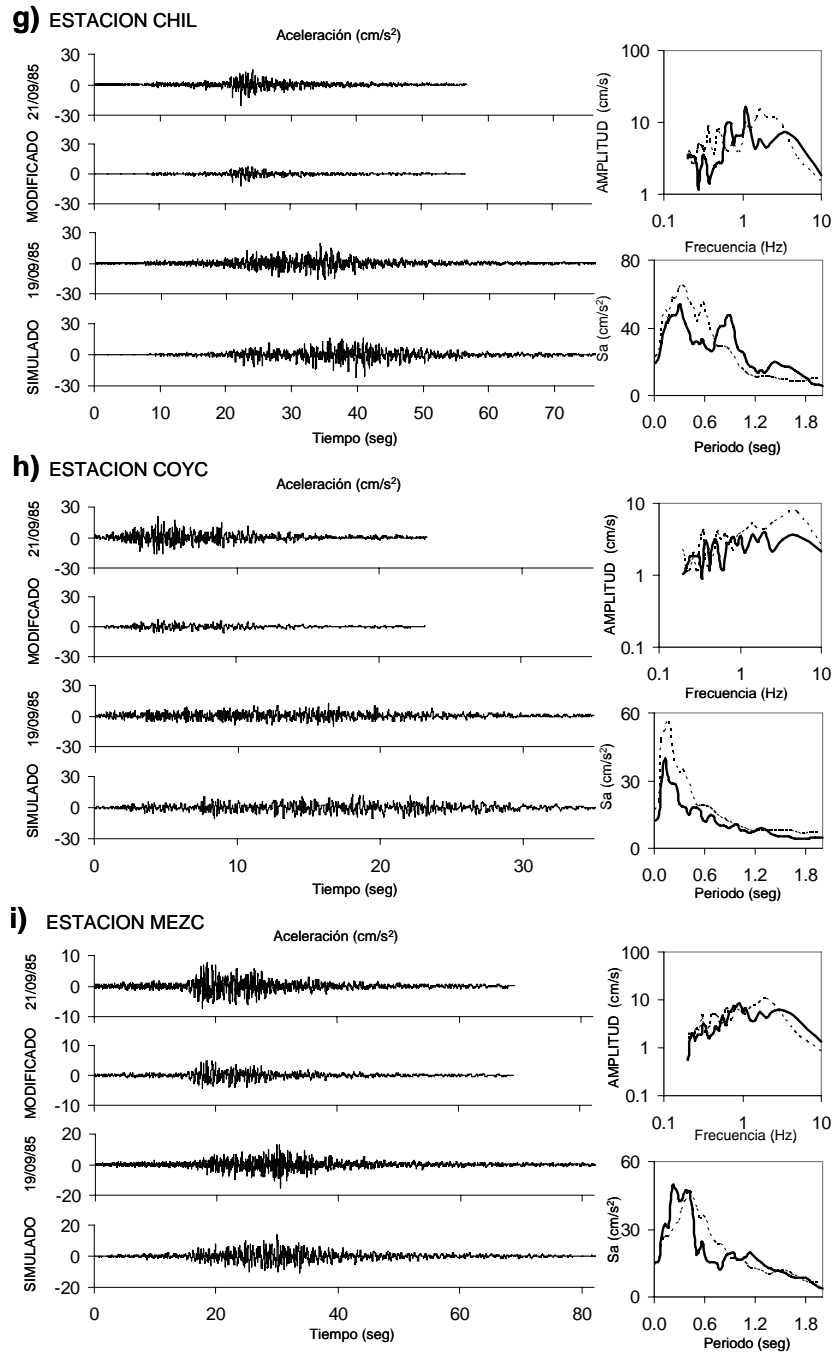 g) ESTACION CHIL
Aceleración (cm/s²)
21/09/85
30
0
-30
MODIFICADO
30
0
-30
19/09/85
30
0
-30
SIMULADO
30
0
-30
0 10 20 30 40 50 60 70
Tiempo (seg)
AMPLITUD (cm/s)
100
10
1
0.1 1 10
Frecuencia (Hz)
Sa (cm/s²)
80
40
0
0.0 0.6 1.2 1.8
Periodo (seg)
h) ESTACION COYC
Aceleración (cm/s²)
21/09/85
30
0
-30
MODIFCADO
30
0
-30
19/09/85
30
0
-30
SIMULADO
30
0
-30
0 10 20 30
Tiempo (seg)
AMPLITUD (cm/s)
10
1
0.1
0.1 1 10
Frecuencia (Hz)
Sa (cm/s²)
60
30
0
0.0 0.6 1.2 1.8
Periodo (seg)
i) ESTACION MEZC
Aceleración (cm/s²)
21/09/85
10
0
-10
MODIFICADO
10
0
-10
19/09/85
20
0
-20
SIMULADO
20
0
-20
0 20 40 60 80
Tiempo (seg)
AMPLITUD (cm/s)
100
10
1
0.1
0.1 1 10
Frecuencia (Hz)
Sa (cm/s²)
60
30
0
0.0 0.6 1.2 1.8
Periodo (seg)